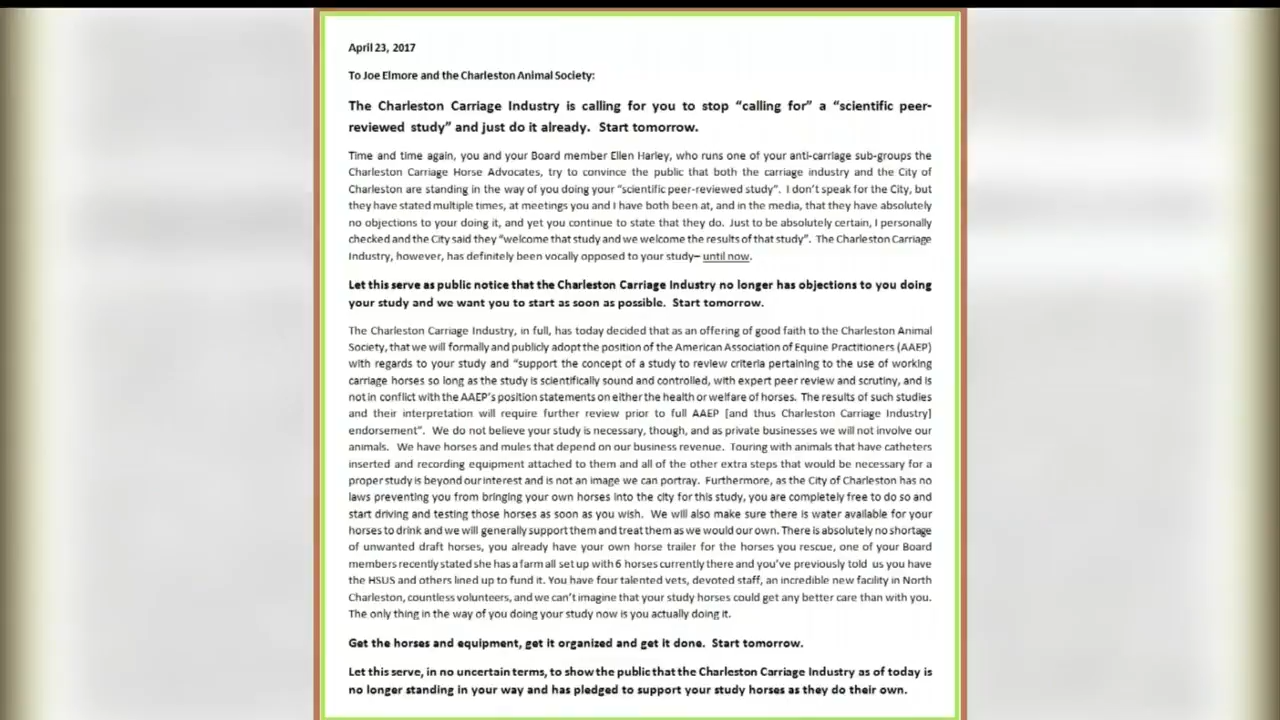 April 23, 2017
To Joe Elmore and the Charleston Animal Society:
The Charleston Carriage Industry is calling for you to stop “calling for” a “scientific peer-
reviewed study” and just do it already. Start tomorrow.
Time and time again, you and your Board member Ellen Harley, who runs one of your anti-carriage sub-groups the
Charleston Carriage Horse Advocates, try to convince the public that both the carriage industry and the City of
Charleston are standing in the way of you doing your “scientific peer-reviewed study”. I don’t speak for the City, but
they have stated multiple times, at meetings you and I have both been at, and in the media, that they have absolutely
no objections to your doing it, and yet you continue to state that they do. Just to be absolutely certain, I personally
checked and the City said they “welcome that study and we welcome the results of that study”. The Charleston Carriage
Industry, however, has definitely been vocally opposed to your study– until now.
Let this serve as public notice that the Charleston Carriage Industry no longer has objections to you doing
your study and we want you to start as soon as possible. Start tomorrow.
The Charleston Carriage Industry, in full, has today decided that as an offering of good faith to the Charleston Animal
Society, that we will formally and publicly adopt the position of the American Association of Equine Practitioners (AAEP)
with regards to your study and “support the concept of a study to review criteria pertaining to the use of working
carriage horses so long as the study is scientifically sound and controlled, with expert peer review and scrutiny, and is
not in conflict with the AAEP’s position statements on either the health or welfare of horses. The results of such studies
and their interpretation will require further review prior to full AAEP [and thus Charleston Carriage Industry]
endorsement”. We do not believe your study is necessary, though, and as private businesses we will not involve our
animals. We have horses and mules that depend on our business revenue. Touring with animals that have catheters
inserted and recording equipment attached to them and all of the other extra steps that would be necessary for a
proper study is beyond our interest and is not an image we can portray. Furthermore, as the City of Charleston has no
laws preventing you from bringing your own horses into the city for this study, you are completely free to do so and
start driving and testing those horses as soon as you wish. We will also make sure there is water available for your
horses to drink and we will generally support them and treat them as we would our own. There is absolutely no shortage
of unwanted draft horses, you already have your own horse trailer for the horses you rescue, one of your Board
members recently stated she has a farm all set up with 6 horses currently there and you’ve previously told us you have
the HSUS and others lined up to fund it. You have four talented vets, devoted staff, an incredible new facility in North
Charleston, countless volunteers, and we can’t imagine that your study horses could get any better care than with you.
The only thing in the way of you doing your study now is you actually doing it.
Get the horses and equipment, get it organized and get it done. Start tomorrow.
Let this serve, in no uncertain terms, to show the public that the Charleston Carriage Industry as of today is
no longer standing in your way and has pledged to support your study horses as they do their own.